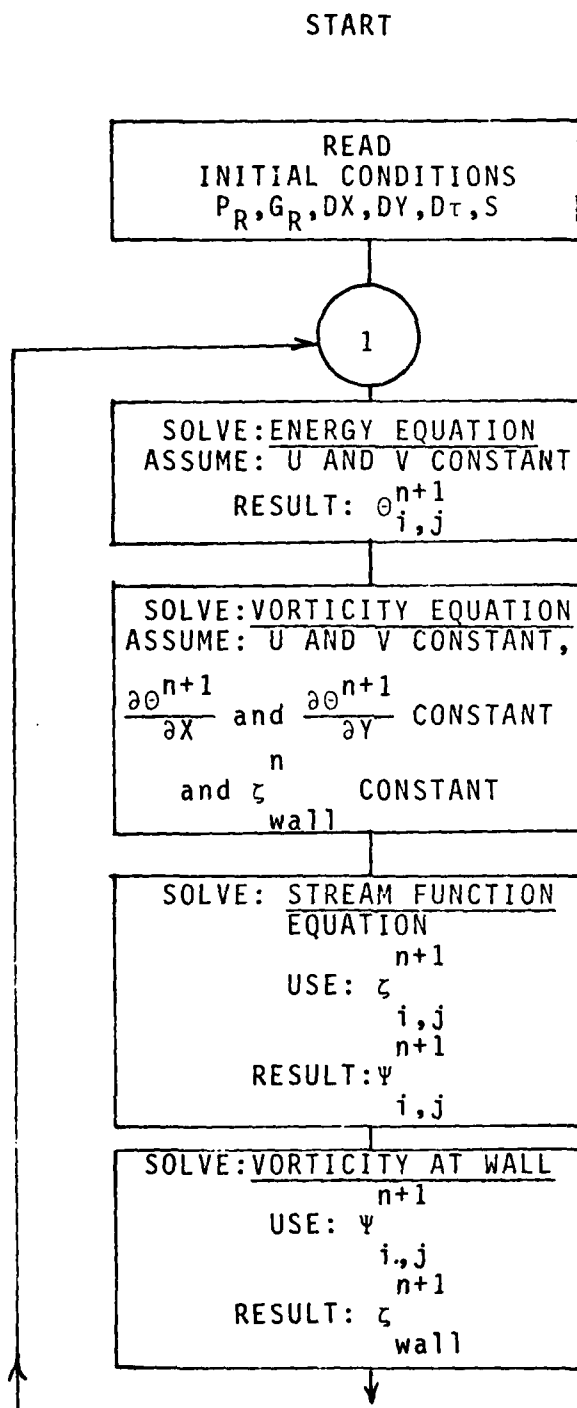 START
READ
INITIAL CONDITIONS
P_R,G_R,DX,DY,Dτ,S
1
SOLVE:ENERGY EQUATION
ASSUME: U AND V CONSTANT
RESULT: Θ^{n+1}_{i,j}
SOLVE:VORTICITY EQUATION
ASSUME: U AND V CONSTANT,
∂Θ^{n+1}/∂X and ∂Θ^{n+1}/∂Y CONSTANT
and ζ^{n}_{wall} CONSTANT
SOLVE: STREAM FUNCTION
EQUATION
USE: ζ^{n+1}_{i,j}
RESULT:Ψ^{n+1}_{i,j}
SOLVE:VORTICITY AT WALL
USE: Ψ^{n+1}_{i,j}
RESULT: ζ^{n+1}_{wall}